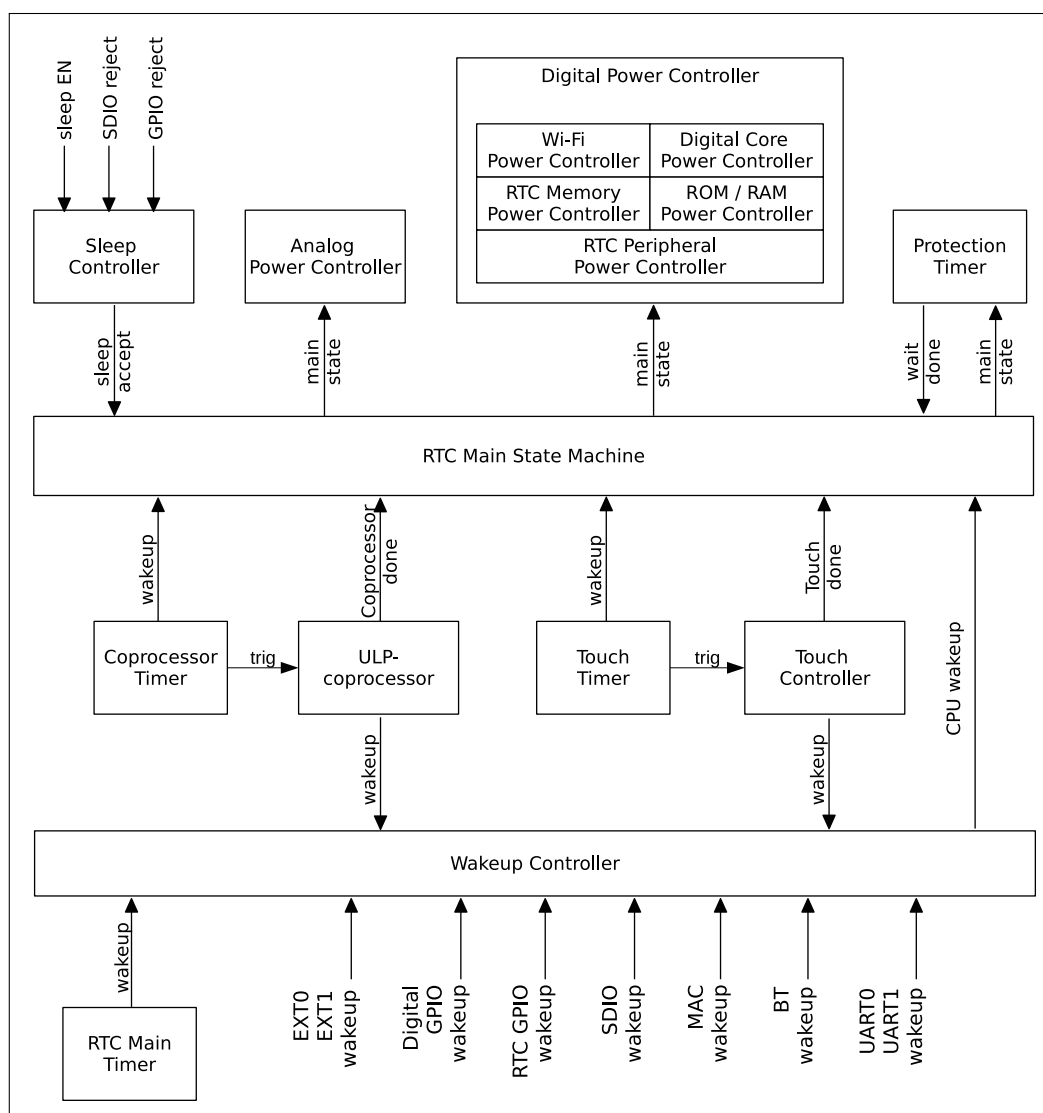 sleep EN
SDIO reject
GPIO reject
Digital Power Controller
Wi-Fi
Power Controller
Digital Core
Power Controller
RTC Memory
Power Controller
ROM / RAM
Power Controller
RTC Peripheral
Power Controller
Sleep
Controller
Analog
Power Controller
Protection
Timer
sleep
accept
main
state
main
state
wait
done
main
state
RTC Main State Machine
wakeup
Coprocessor
done
wakeup
Touch
done
CPU wakeup
Coprocessor
Timer
trig
ULP-
coprocessor
Touch
Timer
trig
Touch
Controller
wakeup
wakeup
Wakeup Controller
wakeup
RTC Main
Timer
EXT0
EXT1
wakeup
Digital
GPIO
wakeup
RTC GPIO
wakeup
SDIO
wakeup
MAC
wakeup
BT
wakeup
UART0
UART1
wakeup